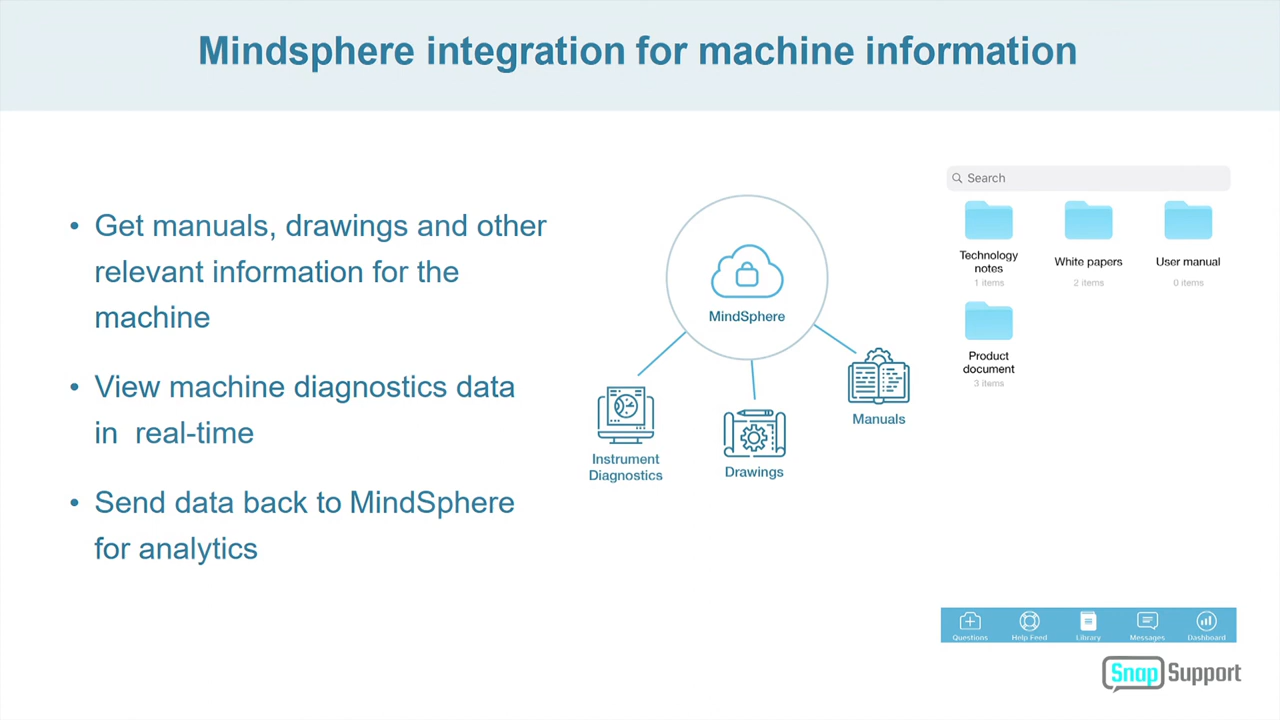 Mindsphere integration for machine information
• Get manuals, drawings and other
relevant information for the
machine
• View machine diagnostics data
in real-time
• Send data back to MindSphere
for analytics
MindSphere
Instrument
Diagnostics
Drawings
Manuals
Search
Technology
notes
1 items
White papers
2 items
User manual
0 items
Product
document
3 items
Questions
Help Feed
Library
Messages
Dashboard
Snap Support